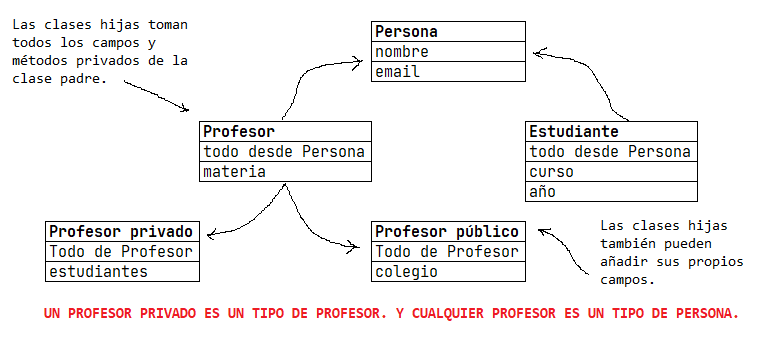 Las clases hijas toman
todos los campos y
métodos privados de la
clase padre.
Persona
nombre
email
Profesor
todo desde Persona
materia
Estudiante
todo desde Persona
curso
año
Profesor privado
Todo de Profesor
estudiantes
Profesor público
Todo de Profesor
colegio
Las clases hijas
también pueden
añadir sus propios
campos.
UN PROFESOR PRIVADO ES UN TIPO DE PROFESOR. Y CUALQUIER PROFESOR ES UN TIPO DE PERSONA.